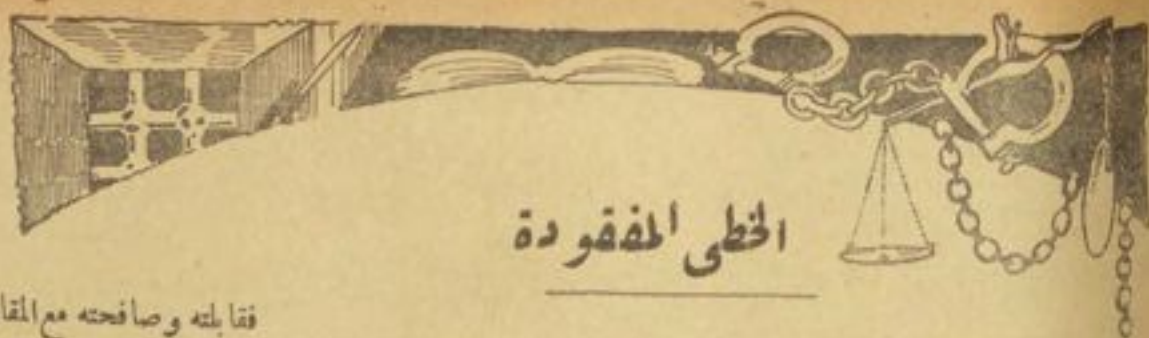 الخطى المفقودة
فقابلته وصافحته مع المقا